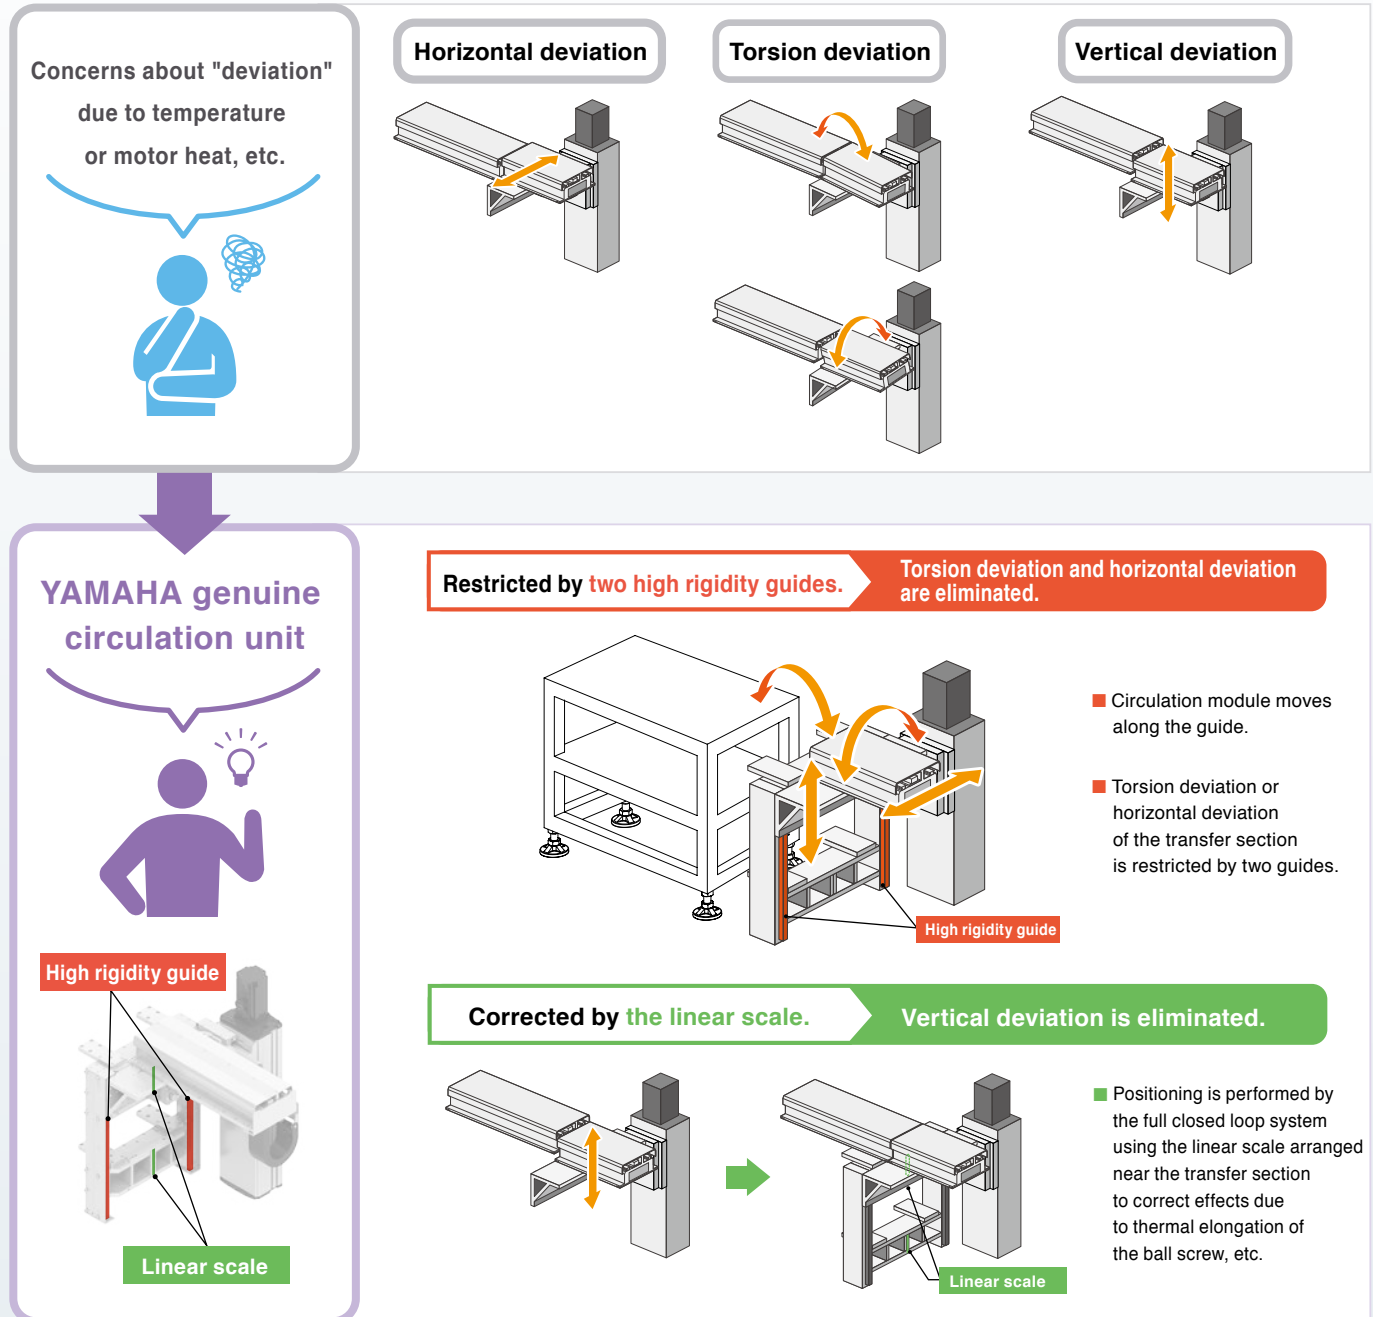 Concerns about "deviation"
due to temperature
or motor heat, etc.
Horizontal deviation
Torsion deviation
Vertical deviation
YAMAHA genuine
circulation unit
High rigidity guide
Linear scale
Restricted by two high rigidity guides.
Torsion deviation and horizontal deviation
are eliminated.
■ Circulation module moves
along the guide.
■ Torsion deviation or
horizontal deviation
of the transfer section
is restricted by two guides.
High rigidity guide
Corrected by the linear scale.
Vertical deviation is eliminated.
■ Positioning is performed by
the full closed loop system
using the linear scale arranged
near the transfer section
to correct effects due
to thermal elongation of
the ball screw, etc.
Linear scale